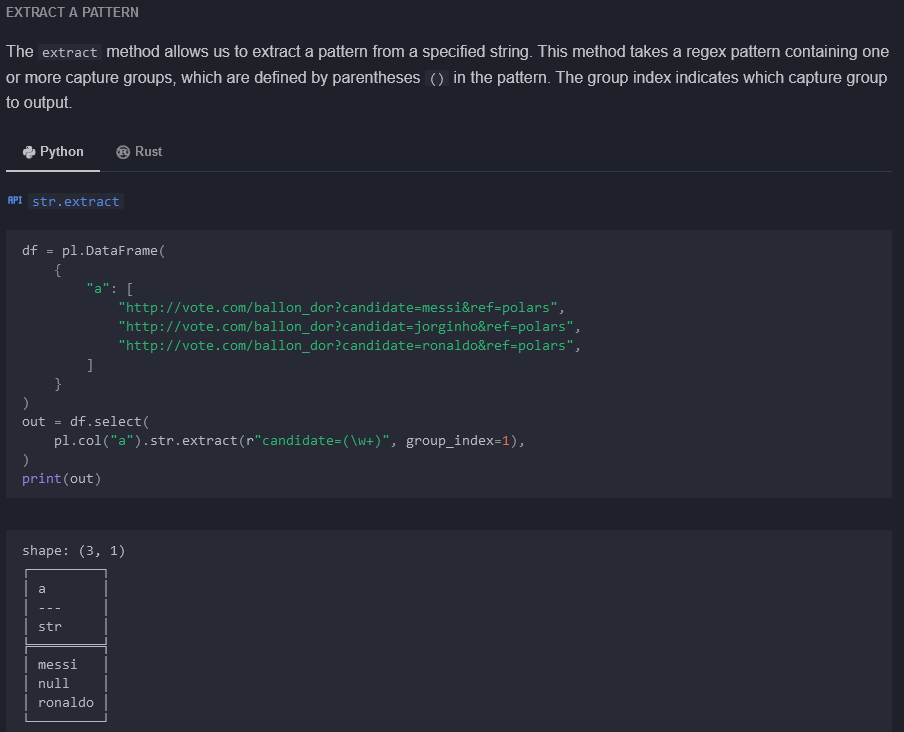 EXTRACT A PATTERN
The extract method allows us to extract a pattern from a specified string. This method takes a regex pattern containing one
or more capture groups, which are defined by parentheses () in the pattern. The group index indicates which capture group
to output.
Python Rust
API str.extract
df = pl.DataFrame(
    {
        "a": [
            "http://vote.com/ballon_dor?candidate=messi&ref=polars",
            "http://vote.com/ballon_dor?candidat=jorginho&ref=polars",
            "http://vote.com/ballon_dor?candidate=ronaldo&ref=polars",
        ]
    }
)
out = df.select(
    pl.col("a").str.extract(r"candidate=(\w+)", group_index=1),
)
print(out)
shape: (3, 1)
a
---
str
messi
null
ronaldo